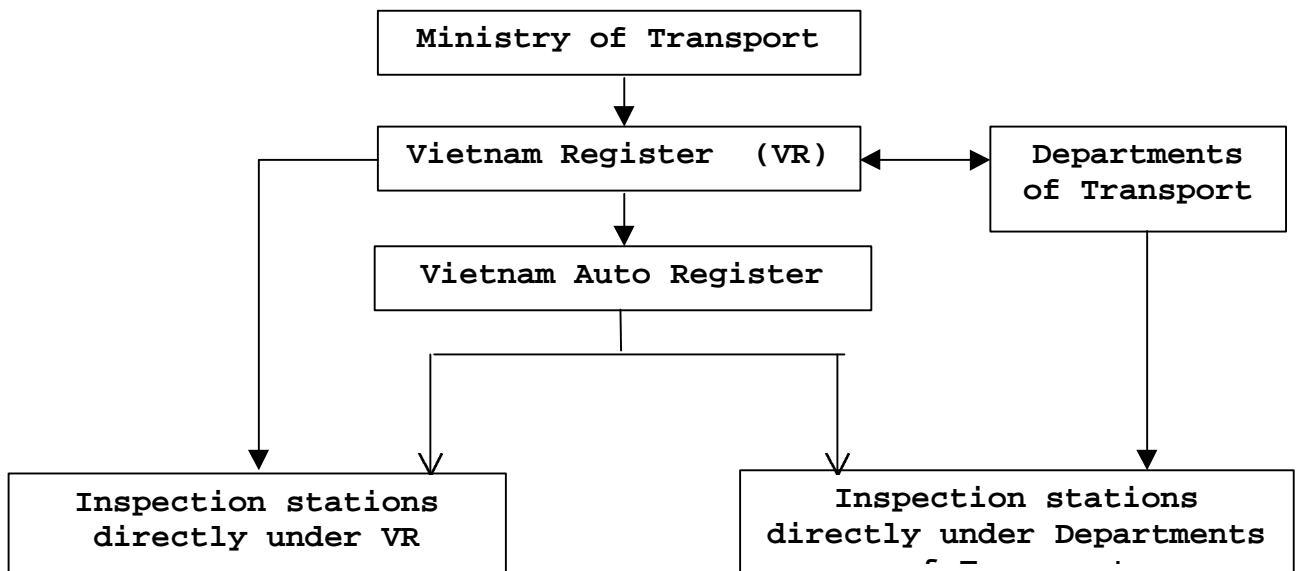 Ministry of Transport
Vietnam Register (VR)
Departments
of Transport
Vietnam Auto Register
Inspection stations
directly under VR
Inspection stations
directly under Departments